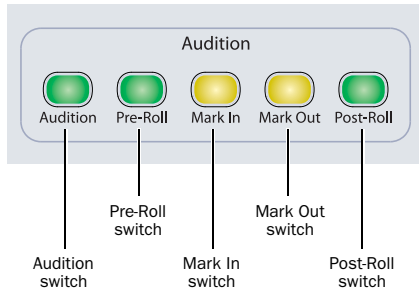 Audition
Audition Pre-Roll Mark In Mark Out Post-Roll
Pre-Roll
switch
Mark Out
switch
Audition
switch
Mark In
switch
Post-Roll
switch